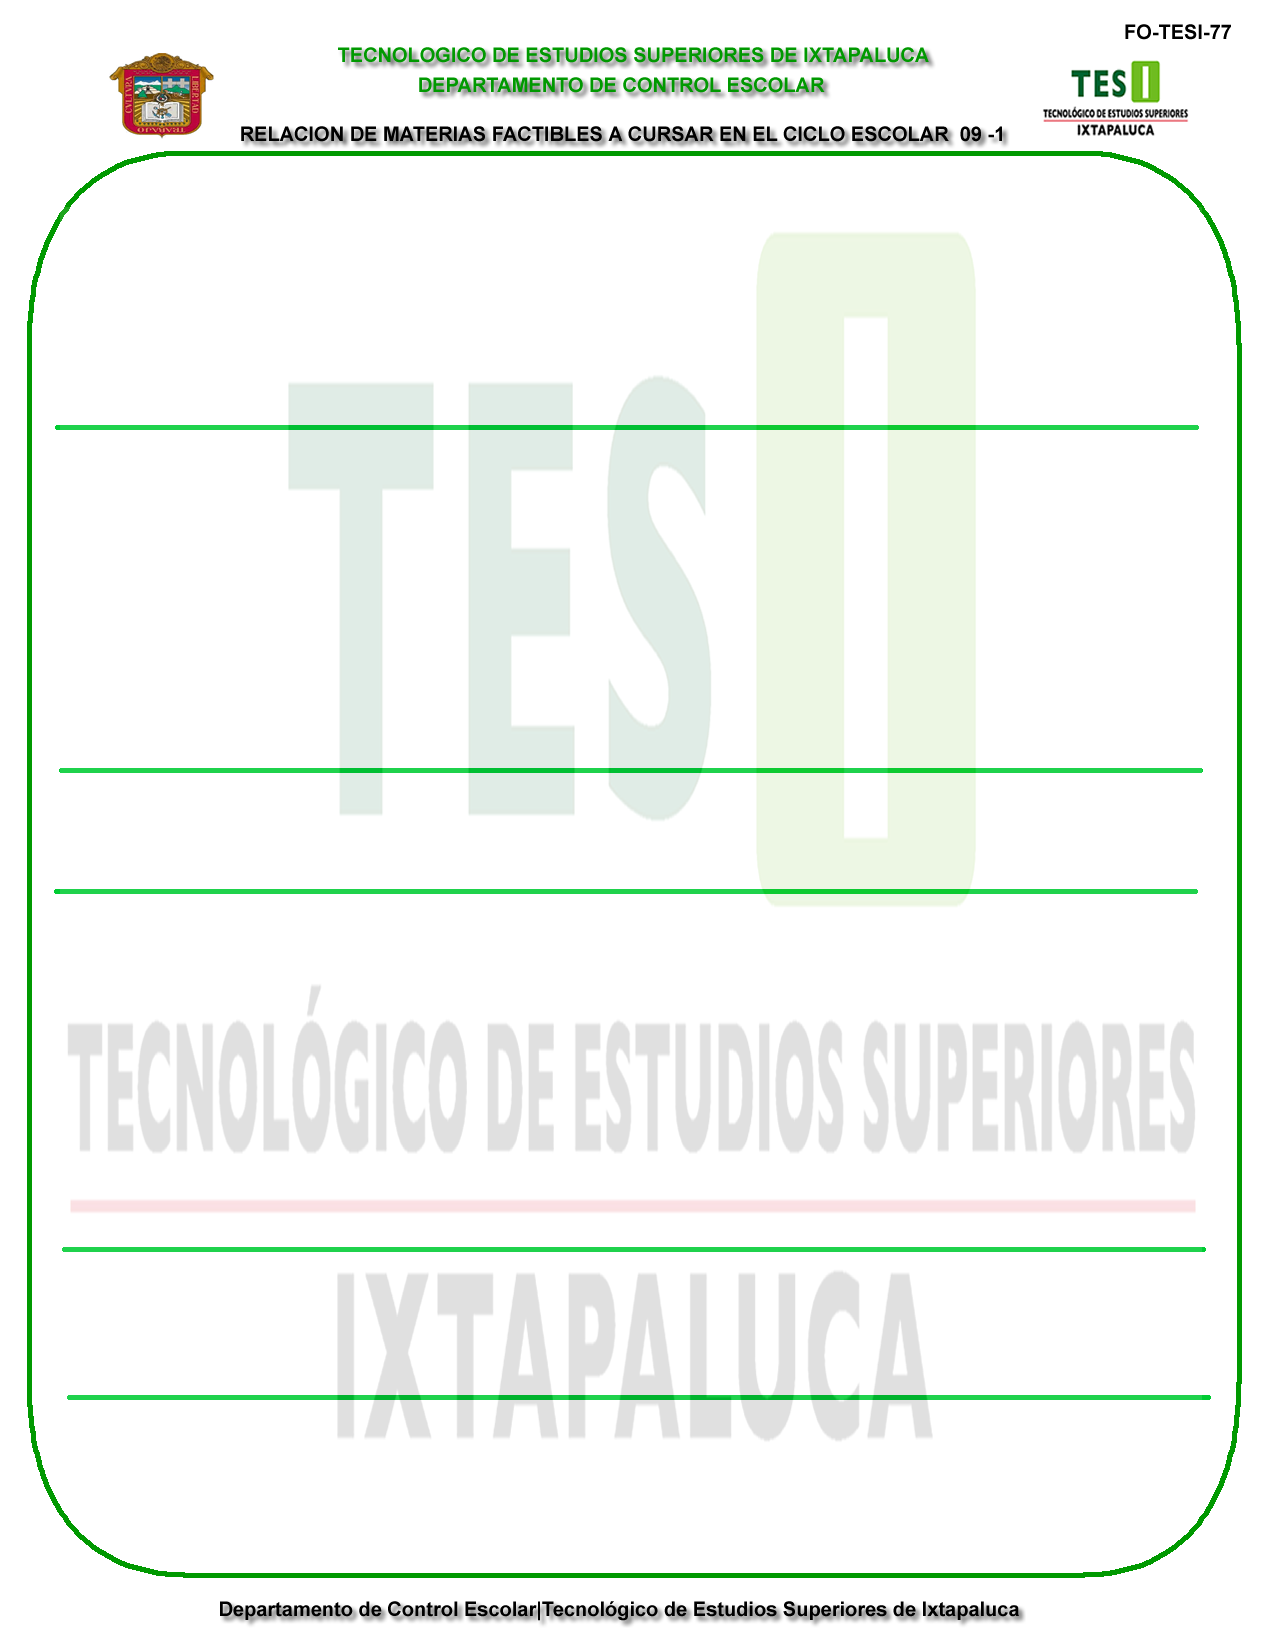 FO-TESI-77
TECNOLOGICO DE ESTUDIOS SUPERIORES DE IXTAPALUCA
DEPARTAMENTO DE CONTROL ESCOLAR
RELACION DE MATERIAS FACTIBLES A CURSAR EN EL CICLO ESCOLAR 09 -1
TESI
TECNOLÓGICO DE ESTUDIOS SUPERIORES
IXTAPALUCA
TESI
TECNOLÓGICO DE ESTUDIOS SUPERIORES
IXTAPALUCA
Departamento de Control Escolar|Tecnológico de Estudios Superiores de Ixtapaluca